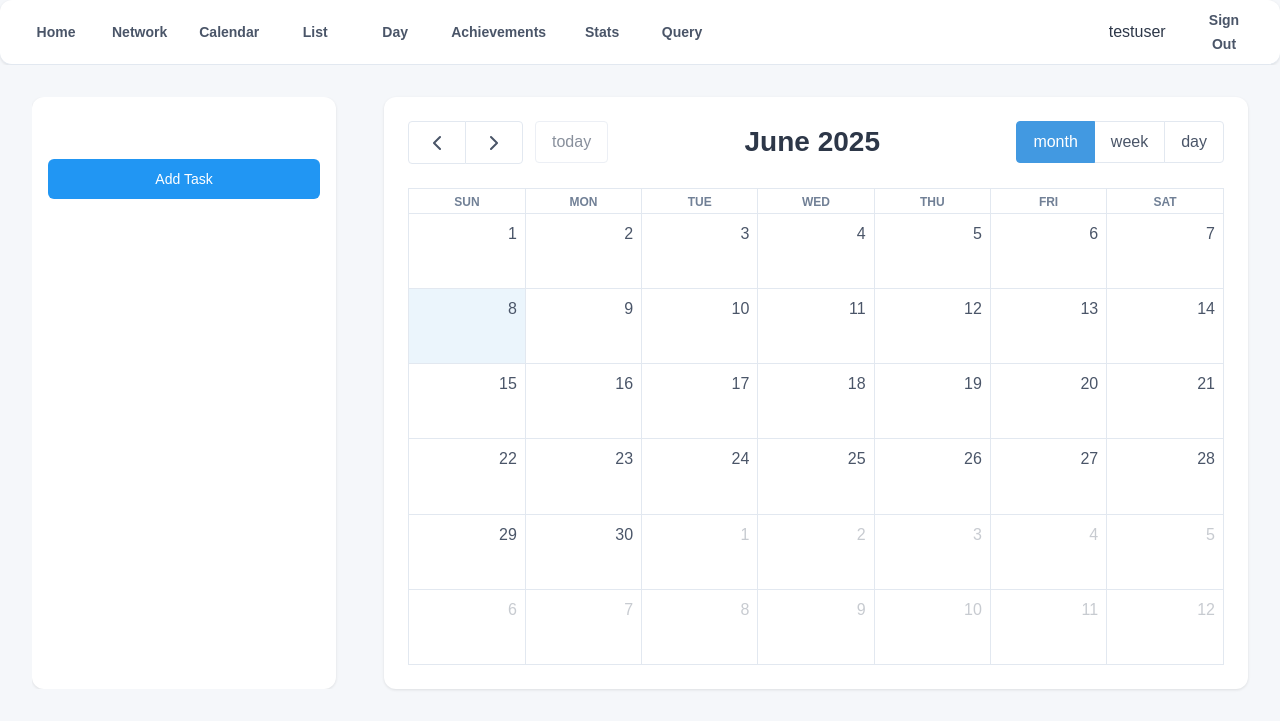 Home Network Calendar List Day Achievements Stats Query testuser Sign Out
Add Task
today June 2025 month week day
SUN MON TUE WED THU FRI SAT
1 2 3 4 5 6 7
8 9 10 11 12 13 14
15 16 17 18 19 20 21
22 23 24 25 26 27 28
29 30 1 2 3 4 5
6 7 8 9 10 11 12